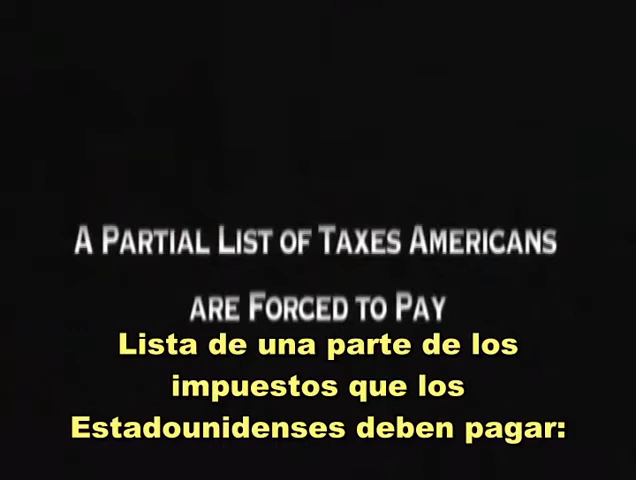 A PARTIAL LIST OF TAXES AMERICANS
ARE FORCED TO PAY
Lista de una parte de los
impuestos que los
Estadounidenses deben pagar: